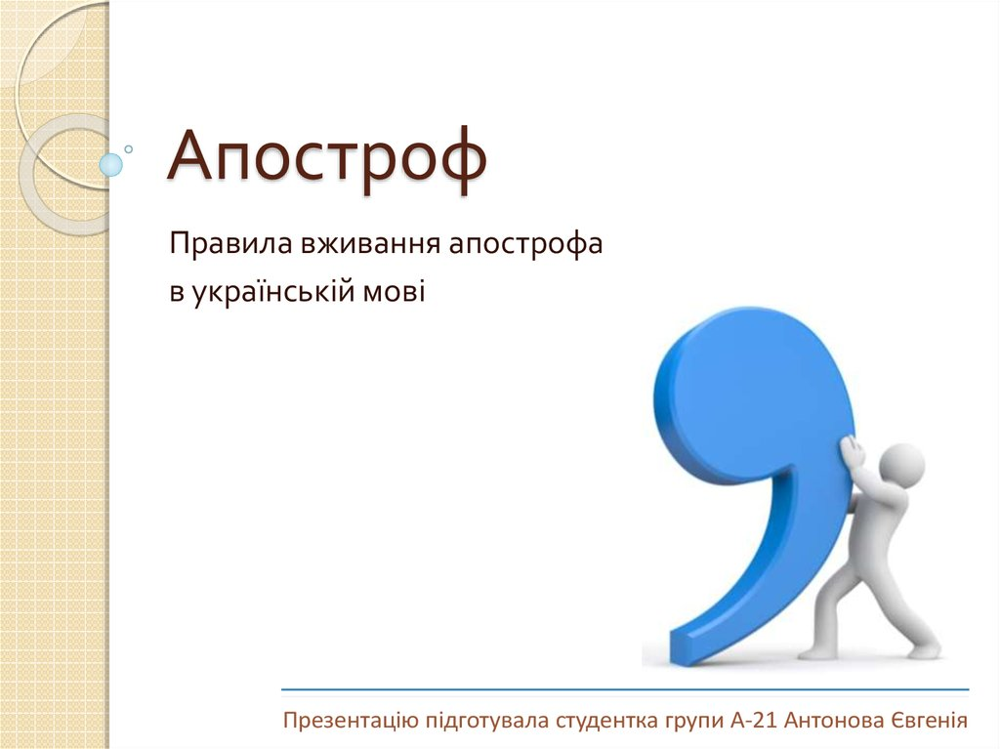 Апостроф
Правила вживання апострофа
в українській мові
Презентацію підготувала студентка групи А-21 Антонова Євгенія